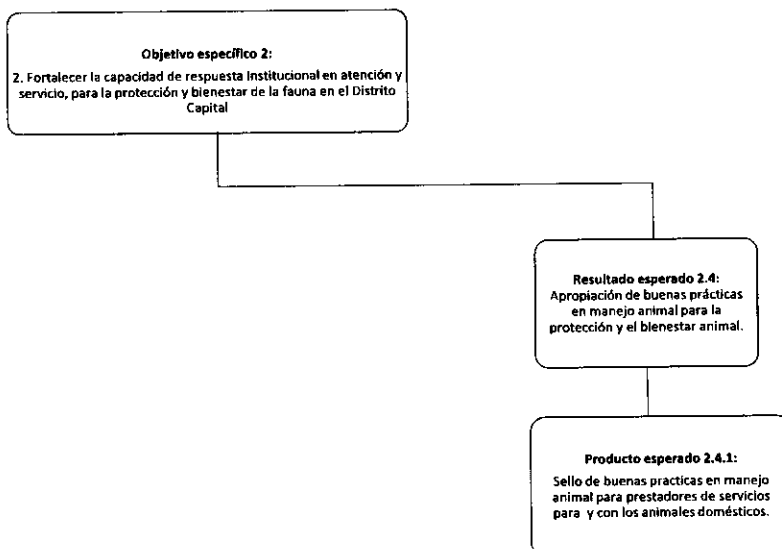 Objetivo específico 2:
2. Fortalecer la capacidad de respuesta Institucional en atención y
servicio, para la protección y bienestar de la fauna en el Distrito
Capital
Resultado esperado 2.4:
Apropiación de buenas prácticas
en manejo animal para la
protección y el bienestar animal.
Producto esperado 2.4.1:
Sello de buenas practicas en manejo
animal para prestadores de servicios
para y con los animales domésticos.